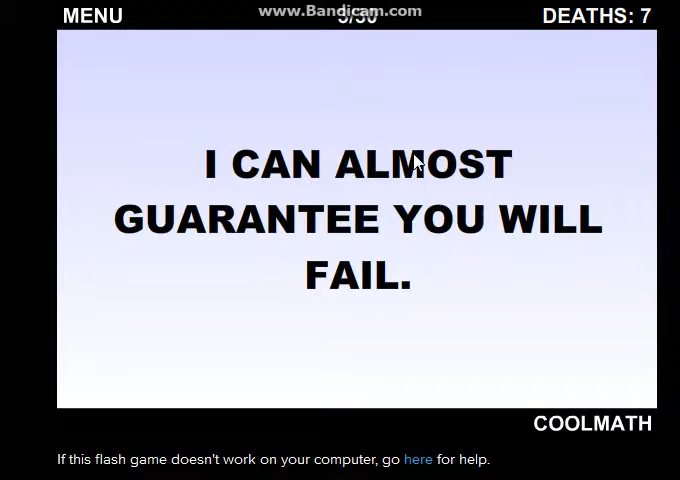 www.Bandicam.com
MENU
DEATHS: 7
I CAN ALMOST
GUARANTEE YOU WILL
FAIL.
COOLMATH
If this flash game doesn't work on your computer, go here for help.